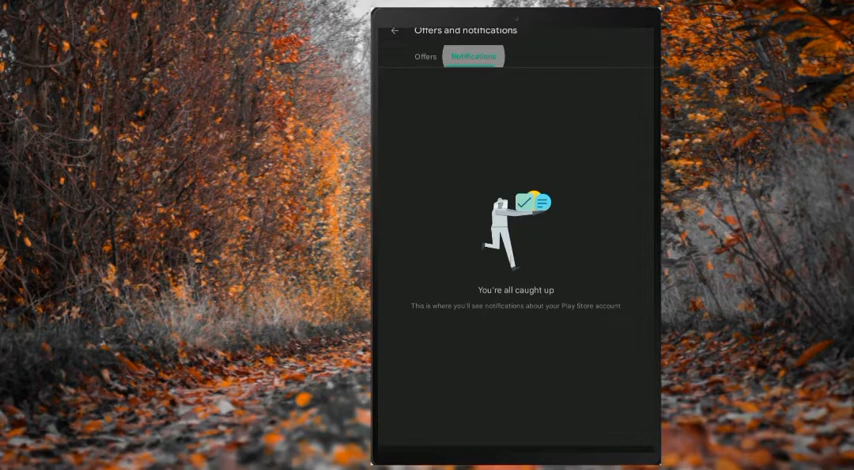 Offers and notifications
Offers Notifications
You're all caught up
This is where you'll see notifications about your Play Store account